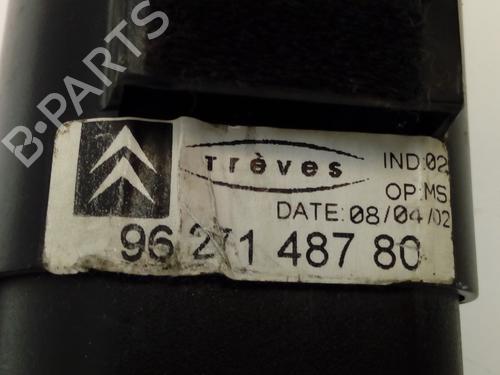 B-PARTS
Trèves
IND:02
OP:MS
DATE:08/04/02
96 271 487 80